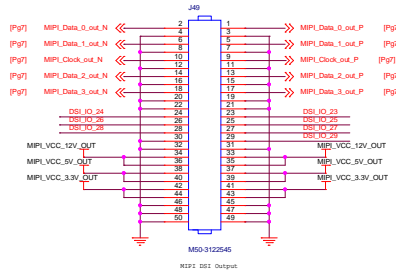 J49
[Pg7] MIPI_Data_0_out_N 2 1 MIPI_Data_0_out_P [Pg7
4 3
[Pg7] MIPI_Data_1_out_N 6 5 MIPI_Data_1_out_P [Pg7
8 7
[Pg7] MIPI_Clock_out_N 10 9 MIPI_Clock_out_P [Pg7
12 11
[Pg7] MIPI_Data_2_out_N 14 13 MIPI_Data_2_out_P [Pg7
16 15
[Pg7] MIPI_Data_3_out_N 18 17 MIPI_Data_3_out_P [Pg7
20 19
22 21
DSI_IO_24 24 23 DSI_IO_23
DSI_IO_26 26 25 DSI_IO_25
DSI_IO_28 28 27 DSI_IO_27
30 29 DSI_IO_29
MIPI_VCC_12V_OUT 32 31 MIPI_VCC_12V_OUT
34 33
MIPI_VCC_5V_OUT 36 35 MIPI_VCC_5V_OUT
38 37
MIPI_VCC_3.3V_OUT 40 39 MIPI_VCC_3.3V_OUT
42 41
44 43
46 45
48 47
50 49
M50-3122545
MIPI DSI Output